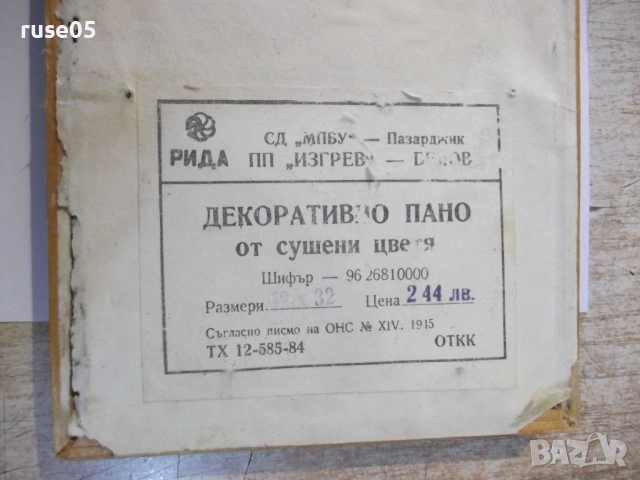 ruse05
СД „МПБУ“ — Пазарджик
РИДА ПП „ИЗГРЕВ“ —
ДЕКОРАТИВНО ПАНО
от сушени цветя
Шифър — 96 26810000
Размери 32 Цена 2 44 лв.
Съгласно писмо на ОНС № XIV. 1915
ТХ 12-585-84 ОТКК
BAZAR